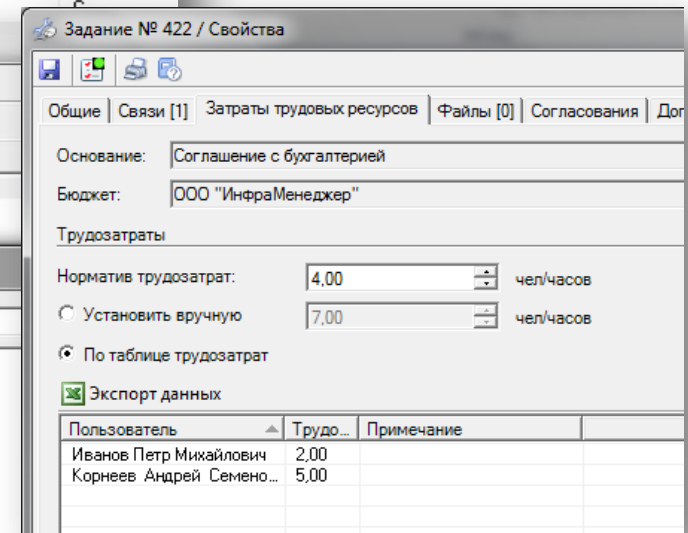 Задание № 422 / Свойства
Общие Связи [1] Затраты трудовых ресурсов Файлы [0] Согласования
Основание: Соглашение с бухгалтерией
Бюджет: ООО "ИнфраМенеджер"
Трудозатраты
Норматив трудозатрат: 4,00 чел/часов
Установить вручную 7,00 чел/часов
По таблице трудозатрат
Экспорт данных
Пользователь Трудо... Примечание
Иванов Петр Михайлович 2,00
Корнеев Андрей Семено... 5,00